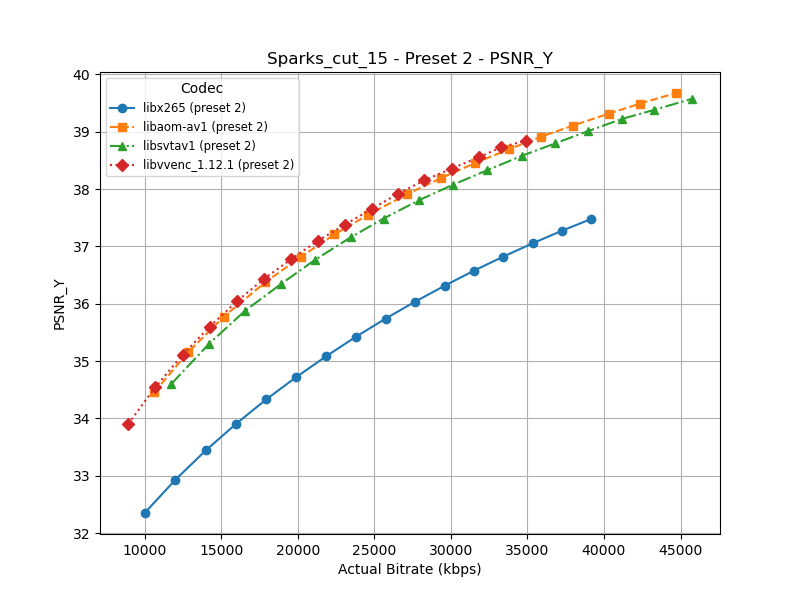 Sparks_cut_15 - Preset 2 - PSNR_Y
Codec
libx265 (preset 2)
libaom-av1 (preset 2)
libsvtav1 (preset 2)
libvvenc_1.12.1 (preset 2)
PSNR_Y
40
39
38
37
36
35
34
33
32
10000 15000 20000 25000 30000 35000 40000 45000
Actual Bitrate (kbps)